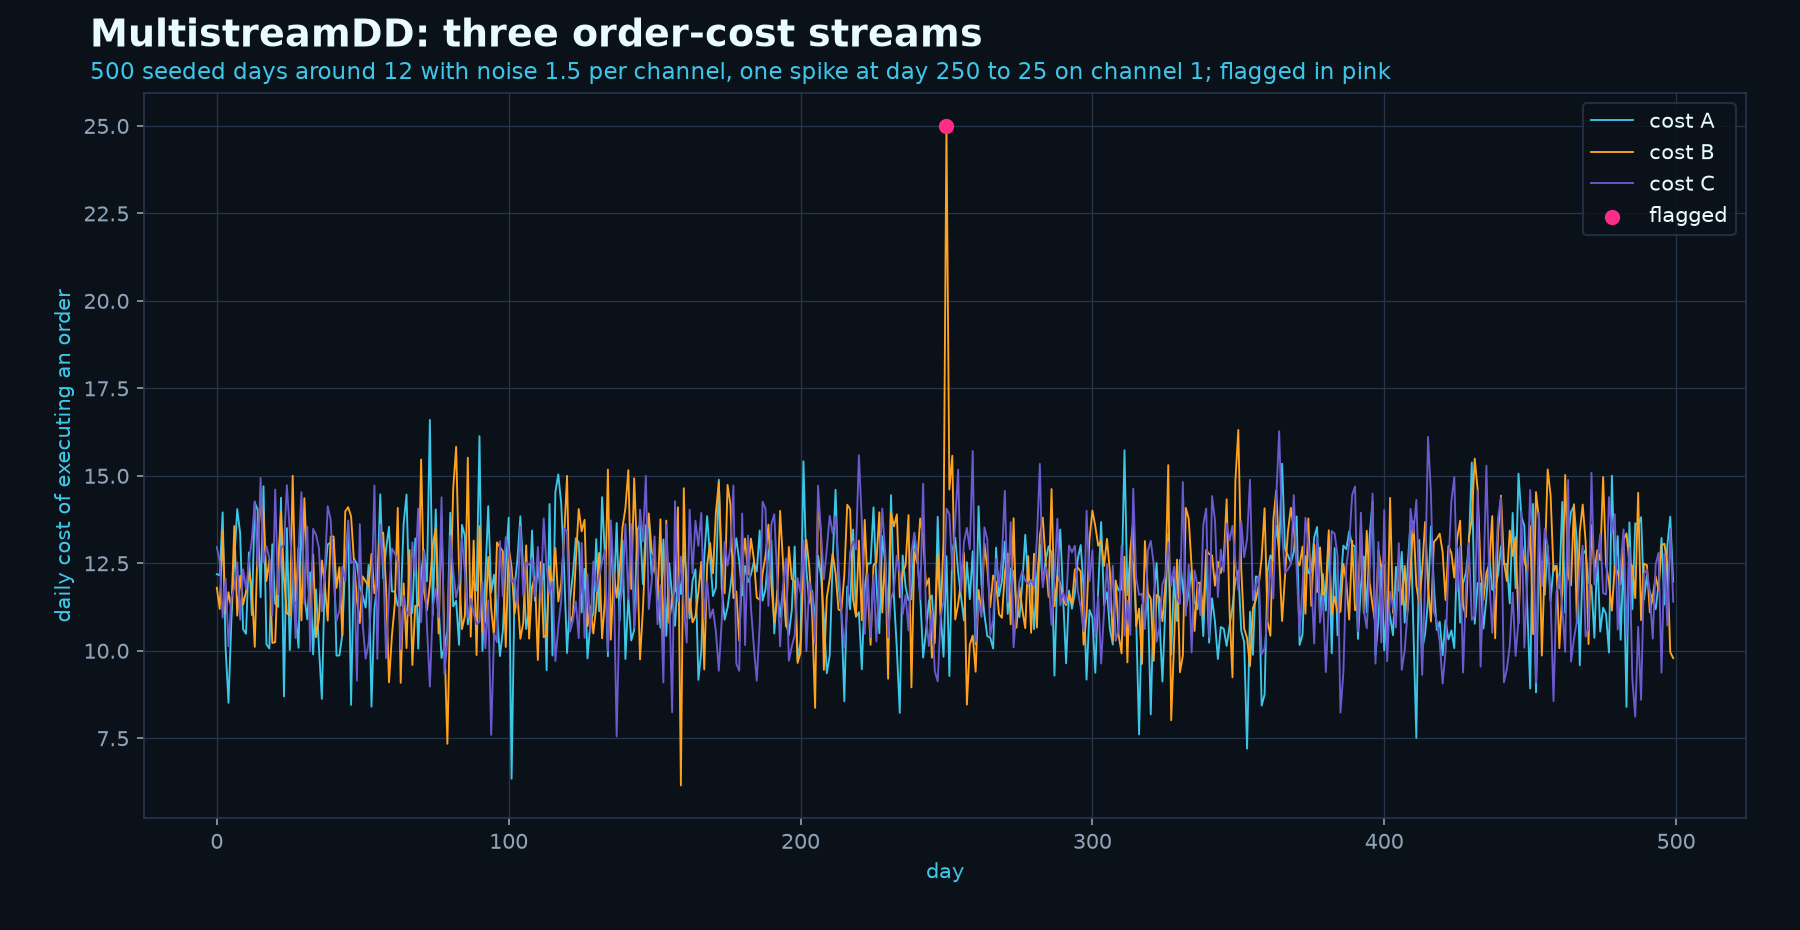 MultistreamDD: three order-cost streams
500 seeded days around 12 with noise 1.5 per channel, one spike at day 250 to 25 on channel 1; flagged in pink
daily cost of executing an order
25.0
22.5
20.0
17.5
15.0
12.5
10.0
7.5
cost A
cost B
cost C
flagged
0
100
200
300
400
500
day